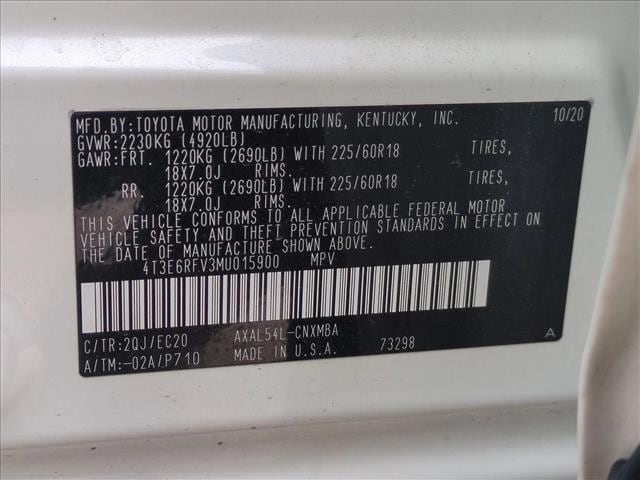 MFD.BY:TOYOTA MOTOR MANUFACTURING, KENTUCKY, INC. 10/20
GVWR:2230KG (4920LB)
GAWR:FRT. 1220KG (2690LB) WITH 225/60R18 TIRES,
18X7.0J RIMS.
RR. 1220KG (2690LB) WITH 225/60R18 TIRES,
18X7.0J RIMS.
THIS VEHICLE CONFORMS TO ALL APPLICABLE FEDERAL MOTOR
VEHICLE SAFETY AND THEFT PREVENTION STANDARDS IN EFFECT ON
THE DATE OF MANUFACTURE SHOWN ABOVE.
4T3E6RFV3MU015900 MPV
C/TR:2QJ/EC20 AXAL54L-CNXMBA A
A/TM:-02A/P710 MADE IN U.S.A. 73298